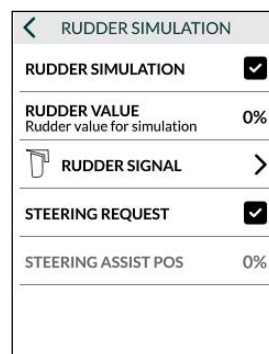 RUDDER SIMULATION
RUDDER SIMULATION
RUDDER VALUE
Rudder value for simulation
0%
RUDDER SIGNAL
STEERING REQUEST
STEERING ASSIST POS
0%